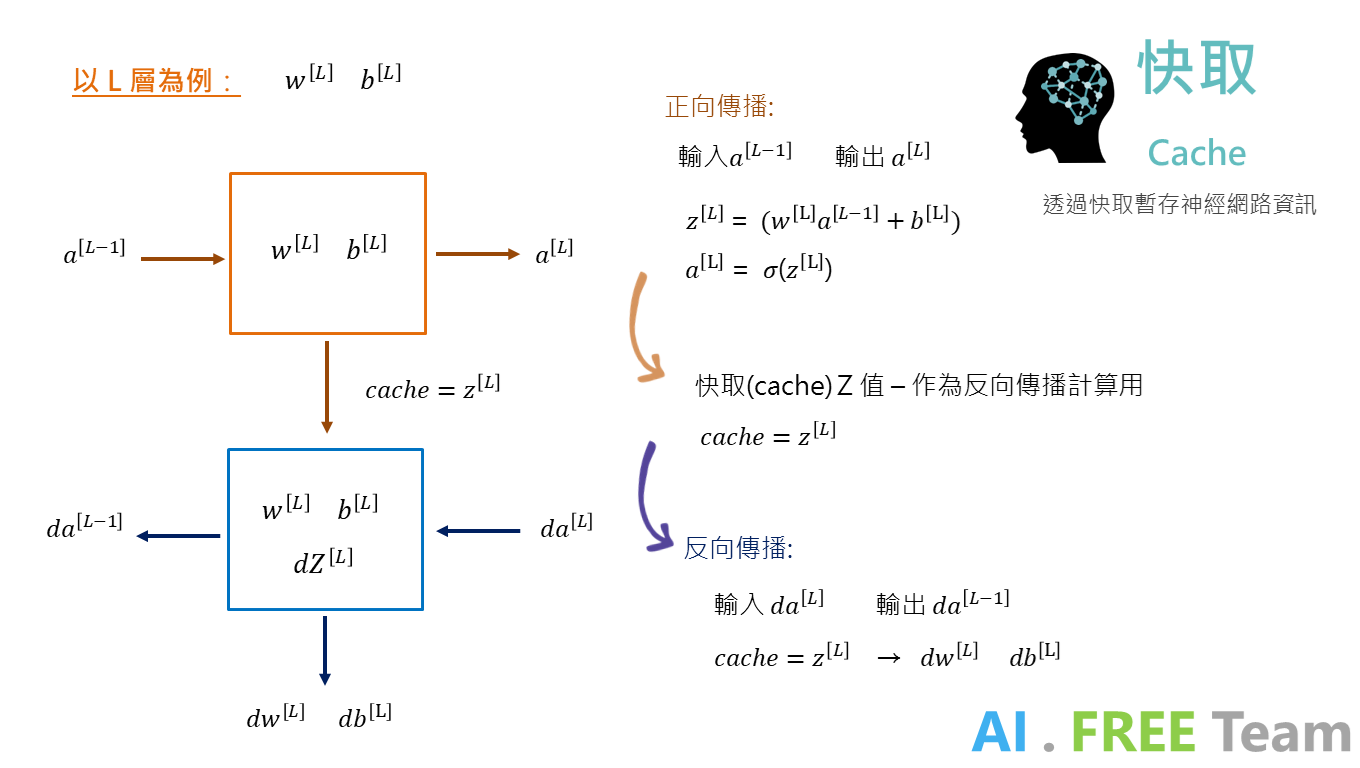 以 L 層為例： w^[L] b^[L]
a^[L−1]
w^[L] b^[L]
a^[L]
cache = z^[L]
w^[L] b^[L]
dZ^[L]
da^[L−1]
da^[L]
dw^[L] db^[L]
正向傳播:
輸入a^[L−1] 輸出 a^[L]
z^[L] = (w^[L]a^[L−1] + b^[L])
a^[L] = σ(z^[L])
快取(cache) Z 值 – 作為反向傳播計算用
cache = z^[L]
反向傳播:
輸入 da^[L] 輸出 da^[L−1]
cache = z^[L] → dw^[L] db^[L]
快取
Cache
透過快取暫存神經網路資訊
AI . FREE Team